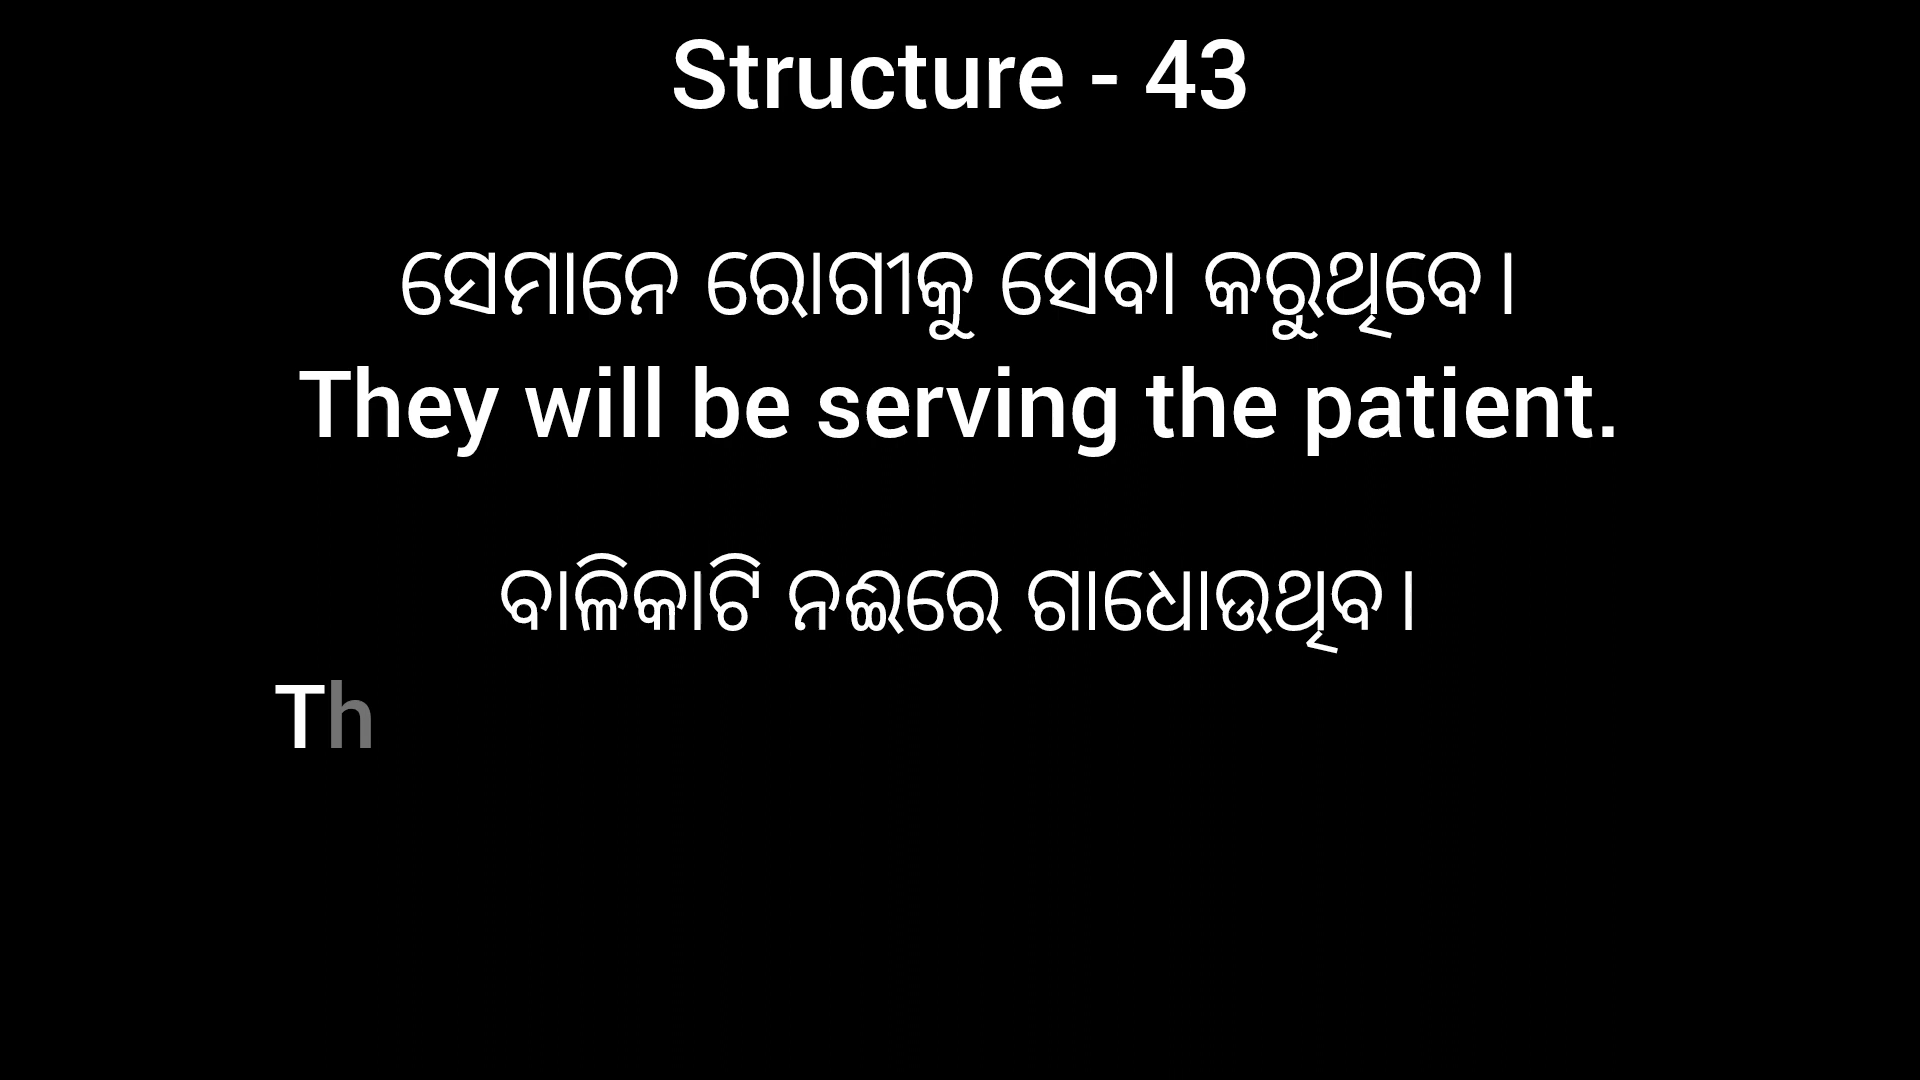 Structure - 43
ସେମାନେ ରୋଗୀକୁ ସେବା କରୁଥିବେ।
They will be serving the patient.
ବାଳିକାଟି ନଈରେ ଗାଧୋଉଥିବ।
Th